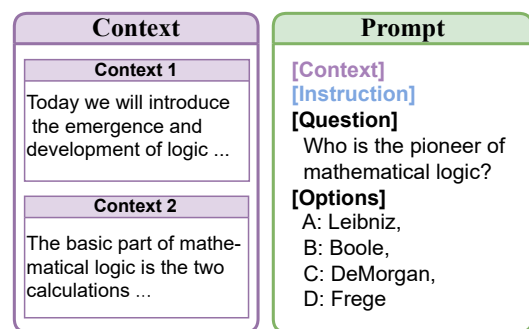 Context
Context 1
Today we will introduce
the emergence and
development of logic ...
Context 2
The basic part of mathe-
matical logic is the two
calculations ...
Prompt
[Context]
[Instruction]
[Question]
Who is the pioneer of
mathematical logic?
[Options]
A: Leibniz,
B: Boole,
C: DeMorgan,
D: Frege